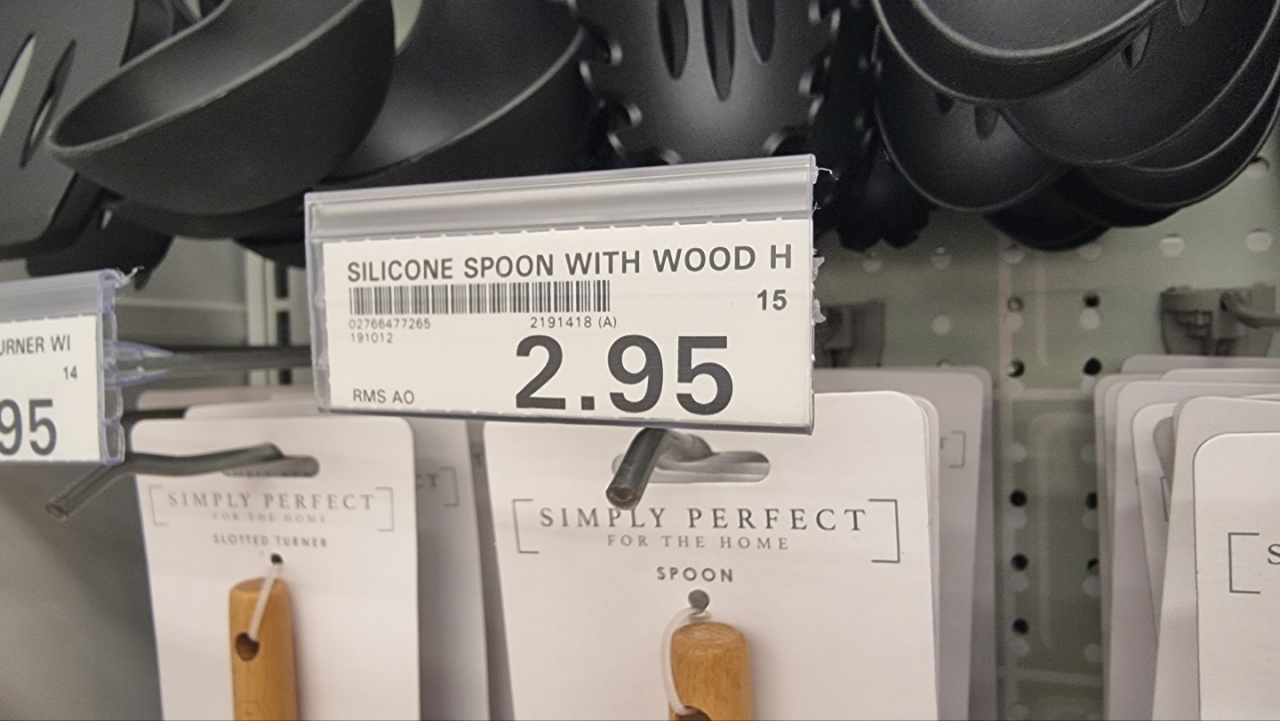 SILICONE SPOON WITH WOOD H
15
02766477265 2191418 (A)
191012
2.95
RMS AO
URNER WI
14
95
SIMPLY PERFECT
FOR THE HOME
SLOTTED TURNER
SIMPLY PERFECT
FOR THE HOME
SPOON
CT
S